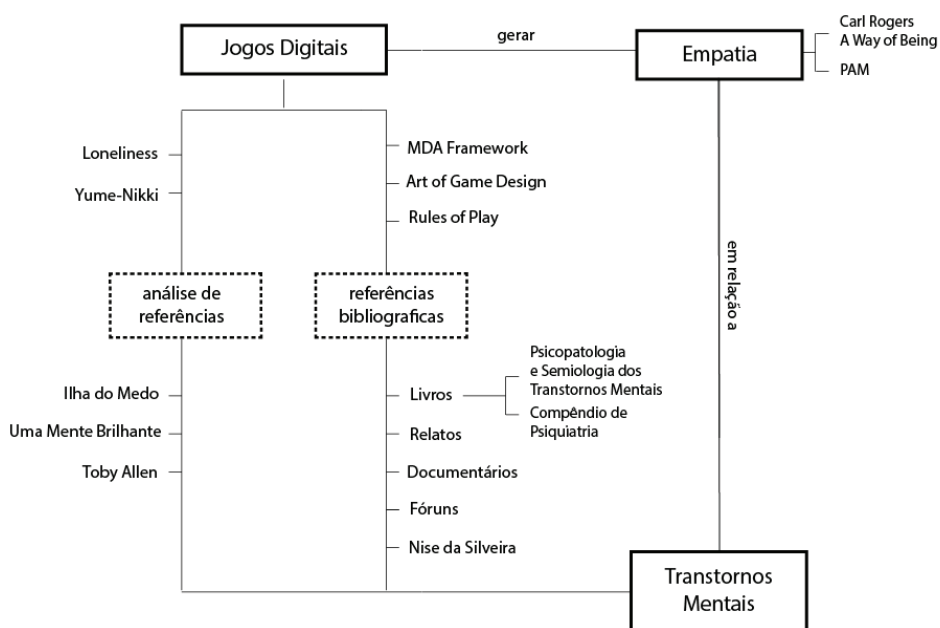 Jogos Digitais
gerar
Empatia
Carl Rogers
A Way of Being
PAM
Loneliness
Yume-Nikki
MDA Framework
Art of Game Design
Rules of Play
em relação a
análise de
referências
referências
bibliograficas
Ilha do Medo
Uma Mente Brilhante
Toby Allen
Livros
Psicopatologia
e Semiologia dos
Transtornos Mentais
Compêndio de
Psiquiatria
Relatos
Documentários
Fóruns
Nise da Silveira
Transtornos
Mentais